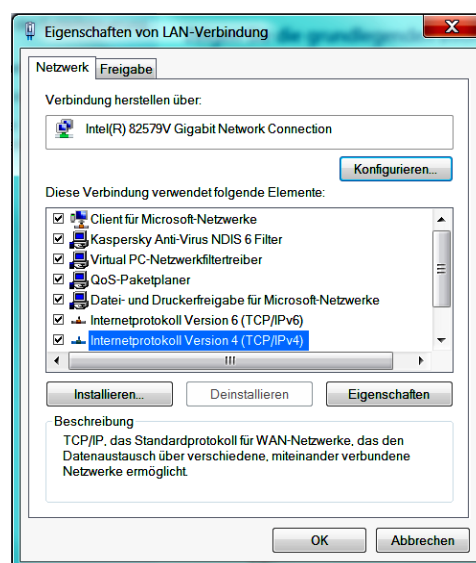 Eigenschaften von LAN-Verbindung
Netzwerk Freigabe
Verbindung herstellen über:
Intel(R) 82579V Gigabit Network Connection
Konfigurieren...
Diese Verbindung verwendet folgende Elemente:
Client für Microsoft-Netzwerke
Kaspersky Anti-Virus NDIS 6 Filter
Virtual PC-Netzwerkfiltertreiber
QoS-Paketplaner
Datei- und Druckerfreigabe für Microsoft-Netzwerke
Internetprotokoll Version 6 (TCP/IPv6)
Internetprotokoll Version 4 (TCP/IPv4)
Installieren... Deinstallieren Eigenschaften
Beschreibung
TCP/IP, das Standardprotokoll für WAN-Netzwerke, das den
Datenaustausch über verschiedene, miteinander verbundene
Netzwerke ermöglicht.
OK Abbrechen